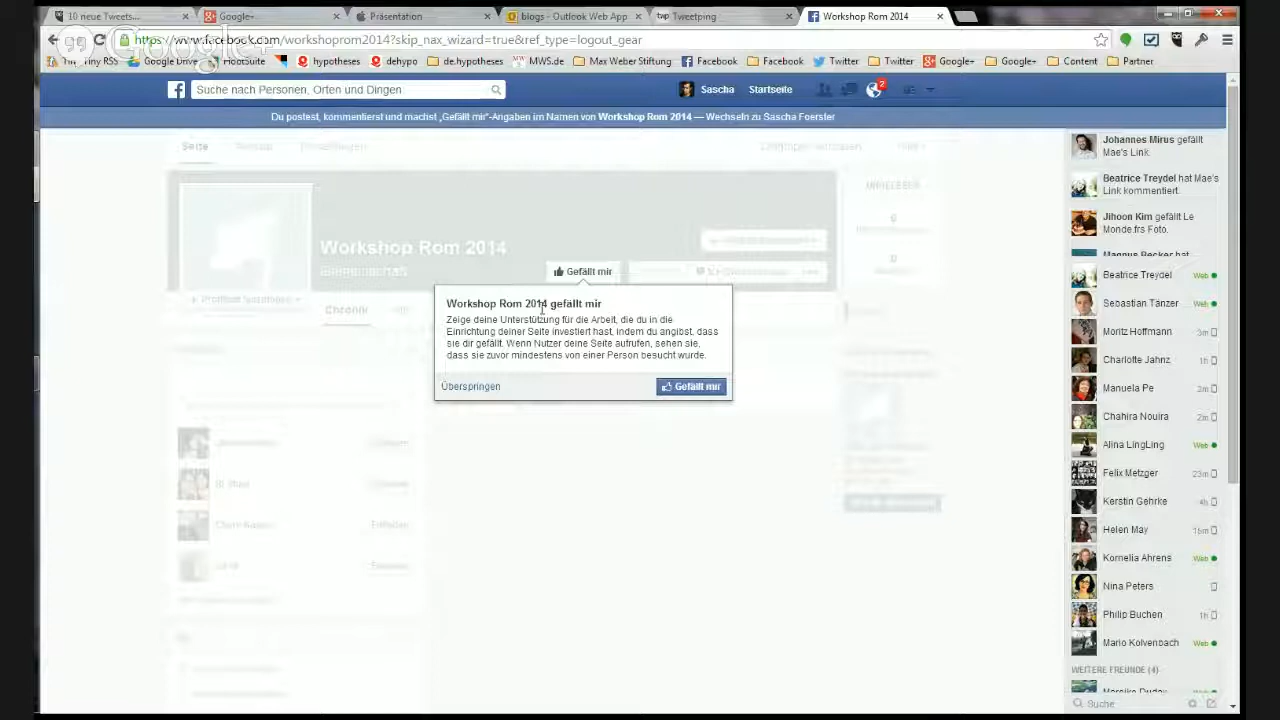 10 neue Tweets...
Google+
Präsentation
blogs - Outlook Web App
Tweetping
Workshop Rom 2014
Google+
https://www.facebook.com/workshoprom2014?skip_nax_wizard=true&ref_type=logout_gear
Tiny RSS
Google Drive
Hootsuite
hypotheses
dehypo
de.hypotheses
MWS.de
Max Weber Stiftung
Facebook
Facebook
Twitter
Twitter
Google+
Google+
Content
Partner
Suche nach Personen, Orten und Dingen
Sascha
Startseite
2
Du postest, kommentierst und machst „Gefällt mir“-Angaben im Namen von Workshop Rom 2014 — Wechseln zu Sascha Foerster
Seite
Workshop Rom 2014
Gefällt mir
Chronik
Workshop Rom 2014 gefällt mir
Zeige deine Unterstützung für die Arbeit, die du in die
Einrichtung deiner Seite investiert hast, indem du angibst, dass
sie dir gefällt. Wenn Nutzer deine Seite aufrufen, sehen sie,
dass sie zuvor mindestens von einer Person besucht wurde.
Überspringen
Gefällt mir
Johannes Mirus gefällt
Mae's Link.
Beatrice Treydel hat Mae's
Link kommentiert.
Jihoon Kim gefällt Le
Monde.frs Foto.
Beatrice Treydel Web
Sebastian Tänzer Web
Moritz Hoffmann 3m
Charlotte Jahnz 1h
Manuela Pe 2m
Chahira Nouira 2m
Alina LingLing Web
Felix Metzger 23m
Kerstin Gehrke 4h
Helen May 15m
Kornelia Ahrens Web
Nina Peters
Philip Buchen 1h
Mario Kolvenbach Web
WEITERE FREUNDE (4)
Suche